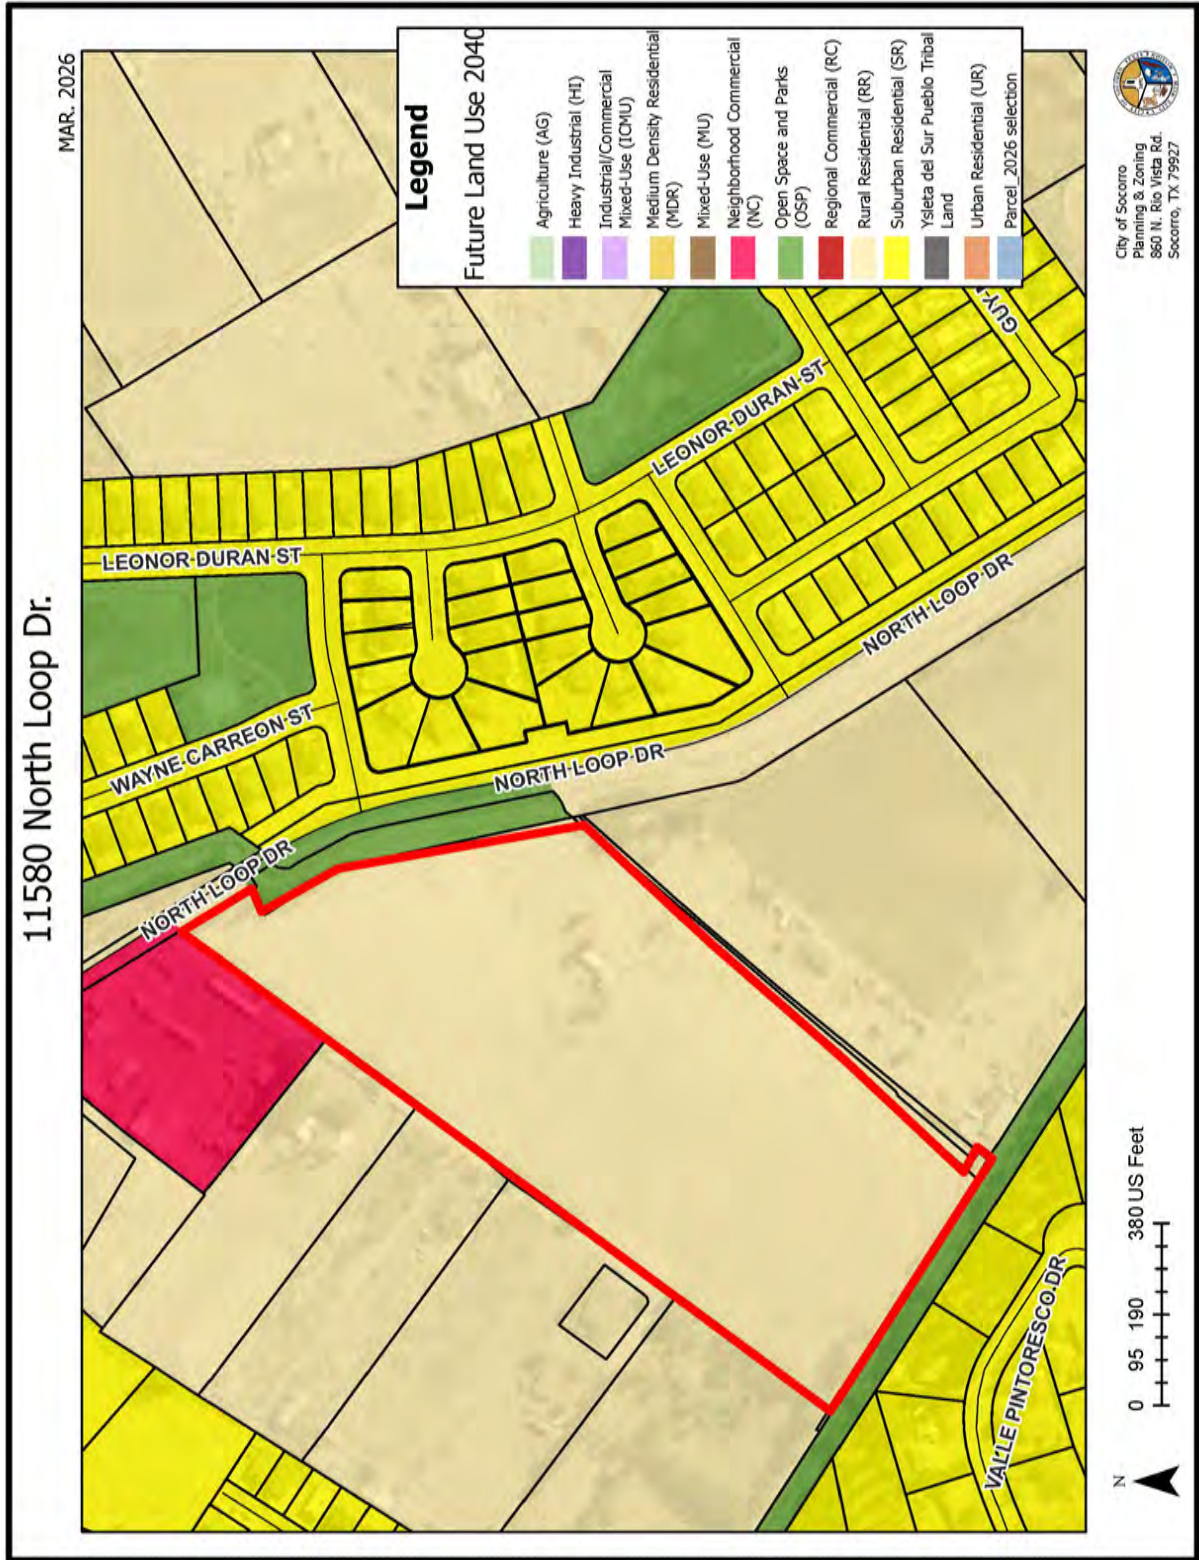 11580 North Loop Dr.
MAR. 2026
Legend
Future Land Use 2040
Agriculture (AG)
Heavy Industrial (HI)
Industrial/Commercial
Mixed-Use (ICMU)
Medium Density Residential
(MDR)
Mixed-Use (MU)
Neighborhood Commercial
(NC)
Open Space and Parks
(OSP)
Regional Commercial (RC)
Rural Residential (RR)
Suburban Residential (SR)
Ysleta del Sur Pueblo Tribal
Land
Urban Residential (UR)
Parcel_2026 selection
LEONOR DURAN ST
WAYNE CARREON ST
NORTH LOOP DR
NORTH LOOP DR
LEONOR DURAN ST
GUY
NORTH LOOP DR
VALLE PINTORESCO DR
N
0 95 190 380 US Feet
City of Socorro
Planning & Zoning
860 N. Rio Vista Rd.
Socorro, TX 79927